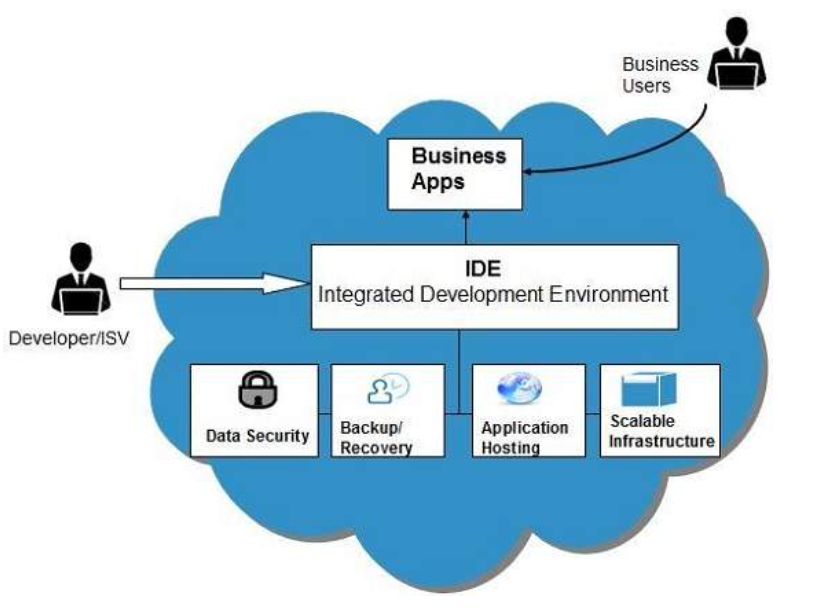 Business
Users
Business
Apps
IDE
Integrated Development Environment
Developer/ISV
Data Security
Backup/
Recovery
Application
Hosting
Scalable
Infrastructure